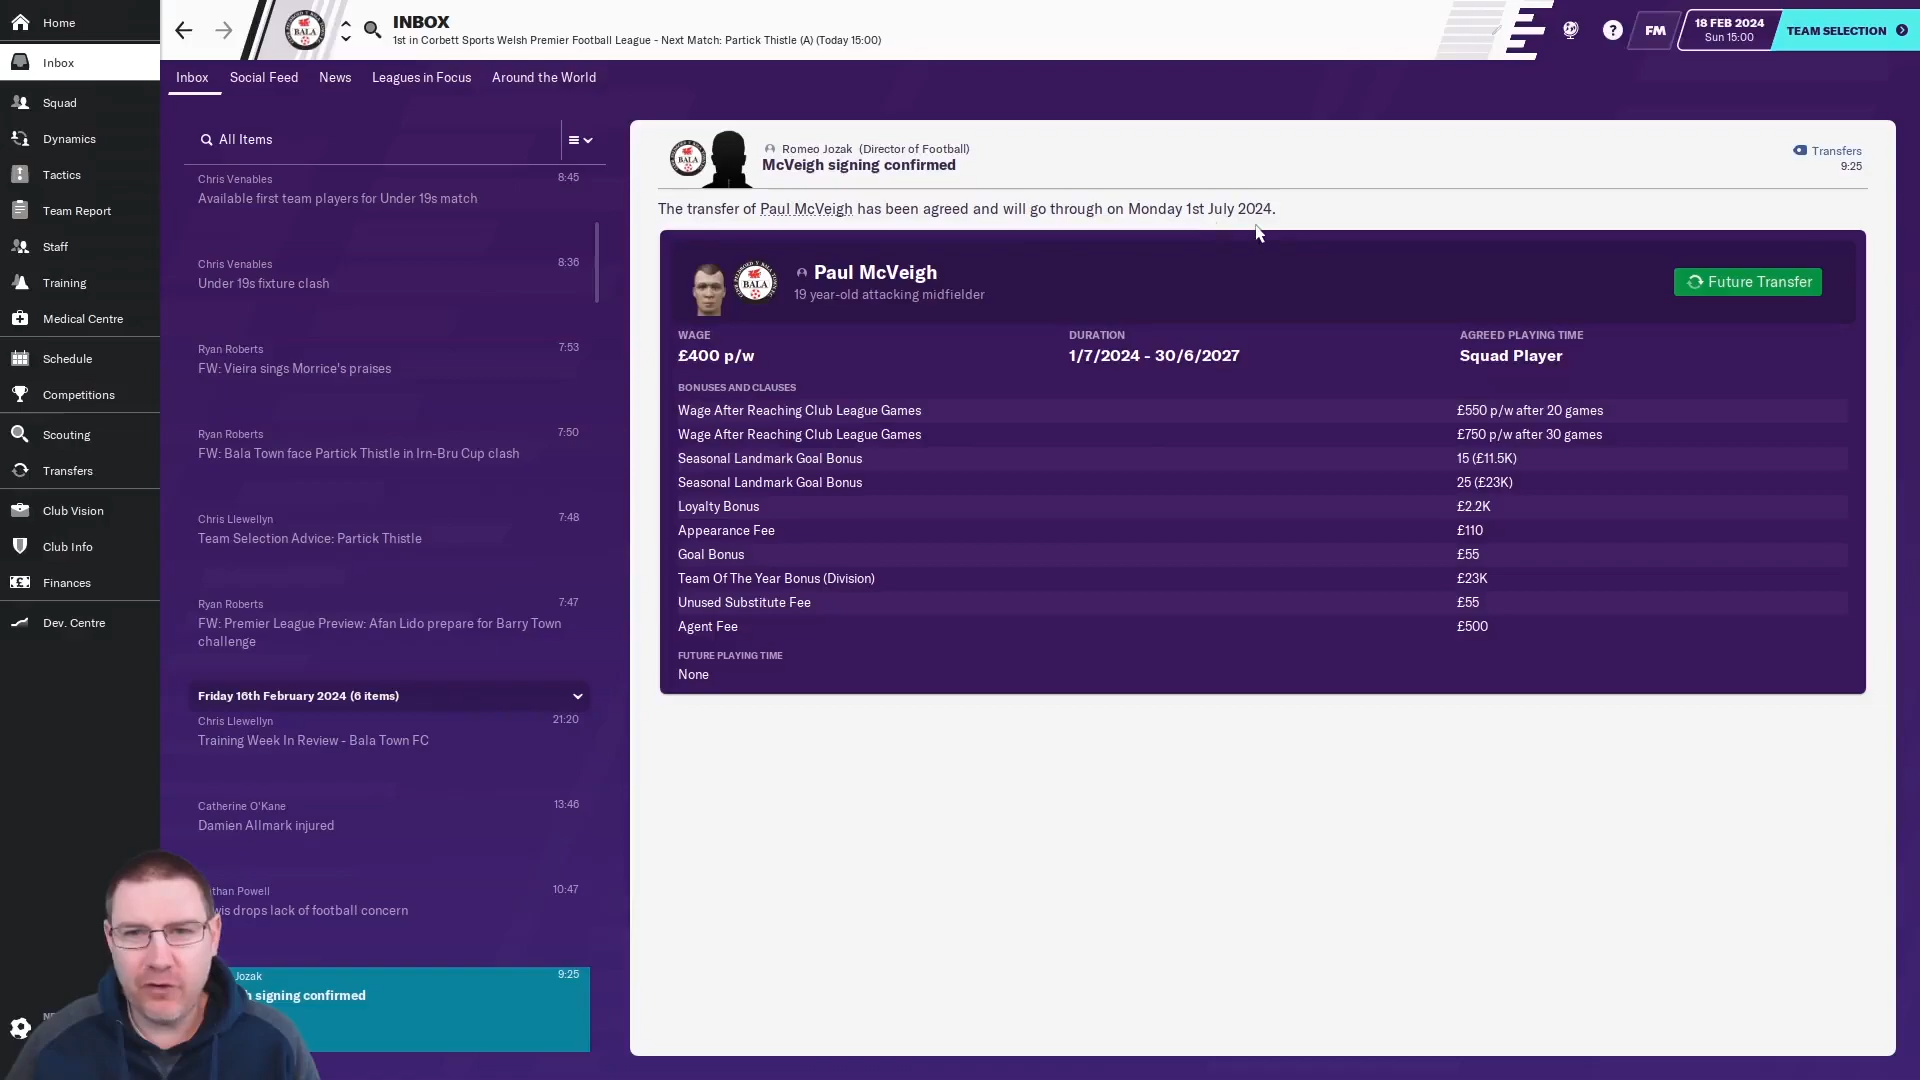 Home
Inbox
Squad
Dynamics
Tactics
Team Report
Staff
Training
Medical Centre
Schedule
Competitions
Scouting
Transfers
Club Vision
Club Info
Finances
Dev. Centre
BALA
INBOX
1st in Corbett Sports Welsh Premier Football League - Next Match: Partick Thistle (A) (Today 15:00)
?
FM
18 FEB 2024
Sun 15:00
TEAM SELECTION
Inbox Social Feed News Leagues in Focus Around the World
All Items
Chris Venables 8:45
Available first team players for Under 19s match
Chris Venables 8:36
Under 19s fixture clash
Ryan Roberts 7:53
FW: Vieira sings Morrice's praises
Ryan Roberts 7:50
FW: Bala Town face Partick Thistle in Irn-Bru Cup clash
Chris Llewellyn 7:48
Team Selection Advice: Partick Thistle
Ryan Roberts 7:47
FW: Premier League Preview: Afan Lido prepare for Barry Town
challenge
Friday 16th February 2024 (6 items)
Chris Llewellyn 21:20
Training Week In Review - Bala Town FC
Catherine O'Kane 13:46
Damien Allmark injured
than Powell 10:47
wis drops lack of football concern
Jozak 9:25
h signing confirmed
BALA
Romeo Jozak (Director of Football)
McVeigh signing confirmed
Transfers
9:25
The transfer of Paul McVeigh has been agreed and will go through on Monday 1st July 2024.
BALA
Paul McVeigh
19 year-old attacking midfielder
Future Transfer
WAGE DURATION AGREED PLAYING TIME
£400 p/w 1/7/2024 - 30/6/2027 Squad Player
BONUSES AND CLAUSES
Wage After Reaching Club League Games £550 p/w after 20 games
Wage After Reaching Club League Games £750 p/w after 30 games
Seasonal Landmark Goal Bonus 15 (£11.5K)
Seasonal Landmark Goal Bonus 25 (£23K)
Loyalty Bonus £2.2K
Appearance Fee £110
Goal Bonus £55
Team Of The Year Bonus (Division) £23K
Unused Substitute Fee £55
Agent Fee £500
FUTURE PLAYING TIME
None